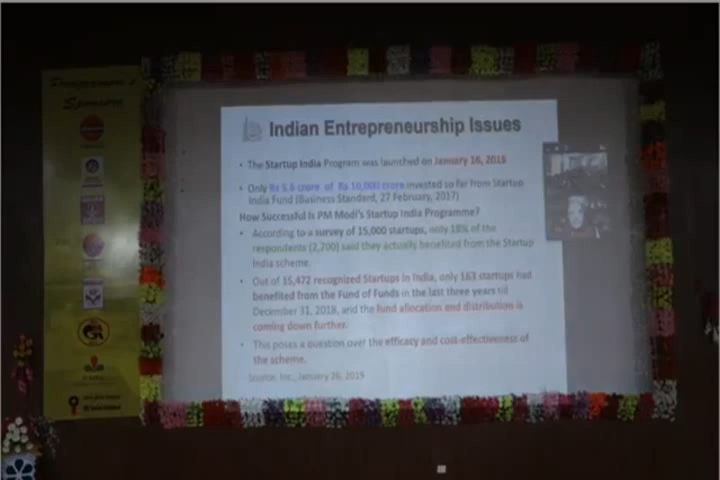 Programme's
Sponsors
Indian Entrepreneurship Issues
• The Startup India Program was launched on January 16, 2016
• Only Rs 5.6 crore of Rs 10,000 crore invested so far from Startup
India Fund (Business Standard, 27 February, 2017)
How Successful is PM Modi's Startup India Programme?
• According to a survey of 15,000 startups, only 18% of the
respondents (2,700) said they actually benefited from the Startup
India scheme.
• Out of 15,472 recognized Startups in India, only 163 startups had
benefited from the Fund of Funds in the last three years till
December 31, 2018, and the fund allocation and distribution is
coming down further.
• This poses a question over the efficacy and cost-effectiveness of
the scheme.
Source: Inc., January 26, 2019